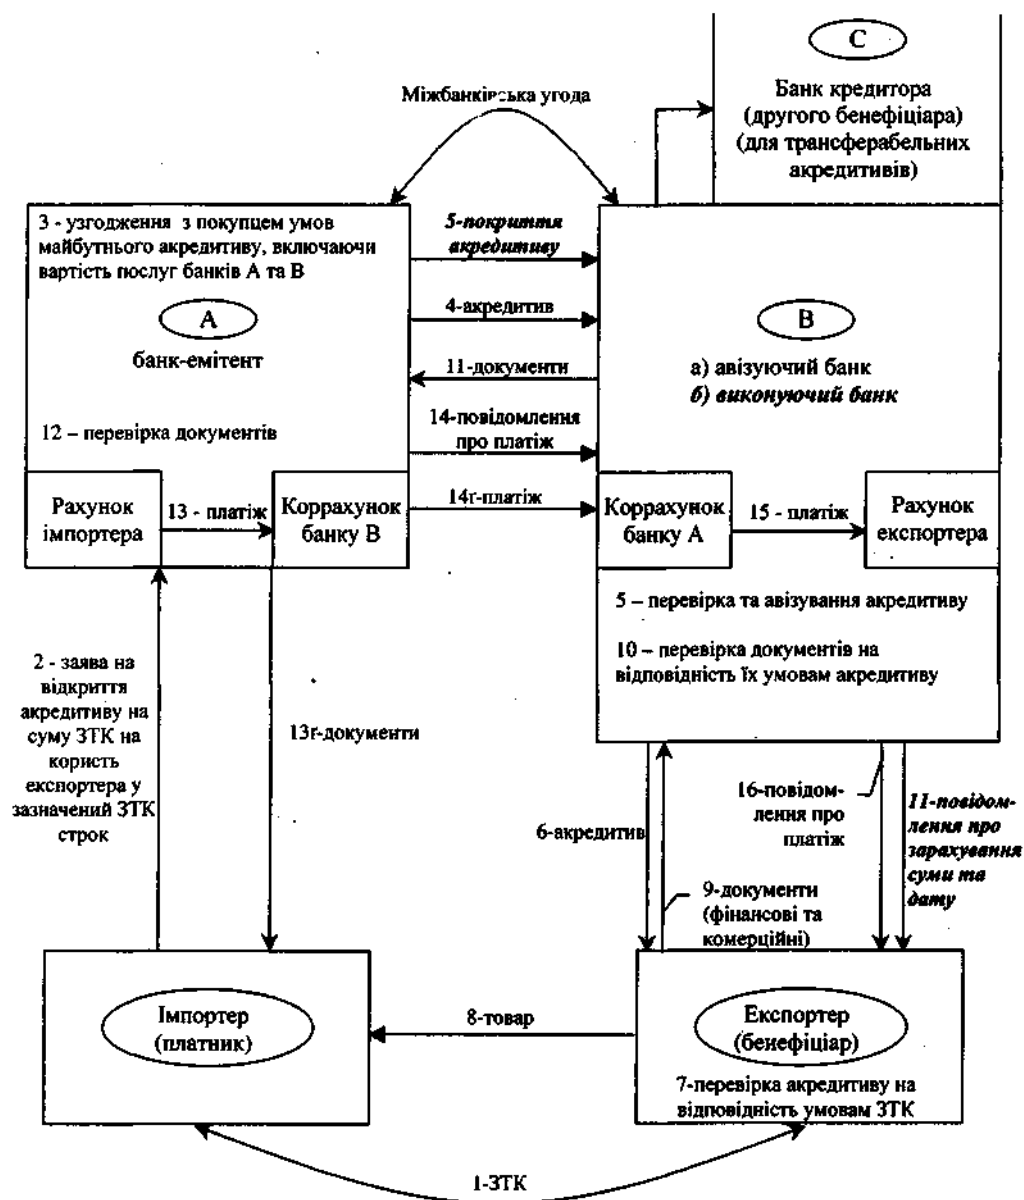 C
Банк кредитора
(другого бенефіціара)
(для трансферабельних
акредитивів)
Міжбанківська угода
3 - узгодження з покупцем умов
майбутнього акредитиву, включаючи
вартість послуг банків А та В
А
банк-емітент
12 – перевірка документів
5-покриття
акредитиву
4-акредитив
11-документи
14-повідомлення
про платіж
14г-платіж
В
а) авізуючий банк
б) виконуючий банк
Рахунок
імпортера
13 - платіж
Коррахунок
банку В
Коррахунок
банку А
15 - платіж
Рахунок
експортера
5 – перевірка та авізування акредитиву
10 – перевірка документів на
відповідність їх умовам акредитиву
2 - заява на
відкриття
акредитиву на
суму ЗТК на
користь
експортера у
зазначений ЗТК
строк
13г-документи
6-акредитив
9-документи
(фінансові та
комерційні)
16-повідом-
лення про
платіж
11-повідом-
лення про
зарахування
суми та
дату
Імпортер
(платник)
8-товар
Експортер
(бенефіціар)
7-перевірка акредитиву на
відповідність умовам ЗТК
1-ЗТК